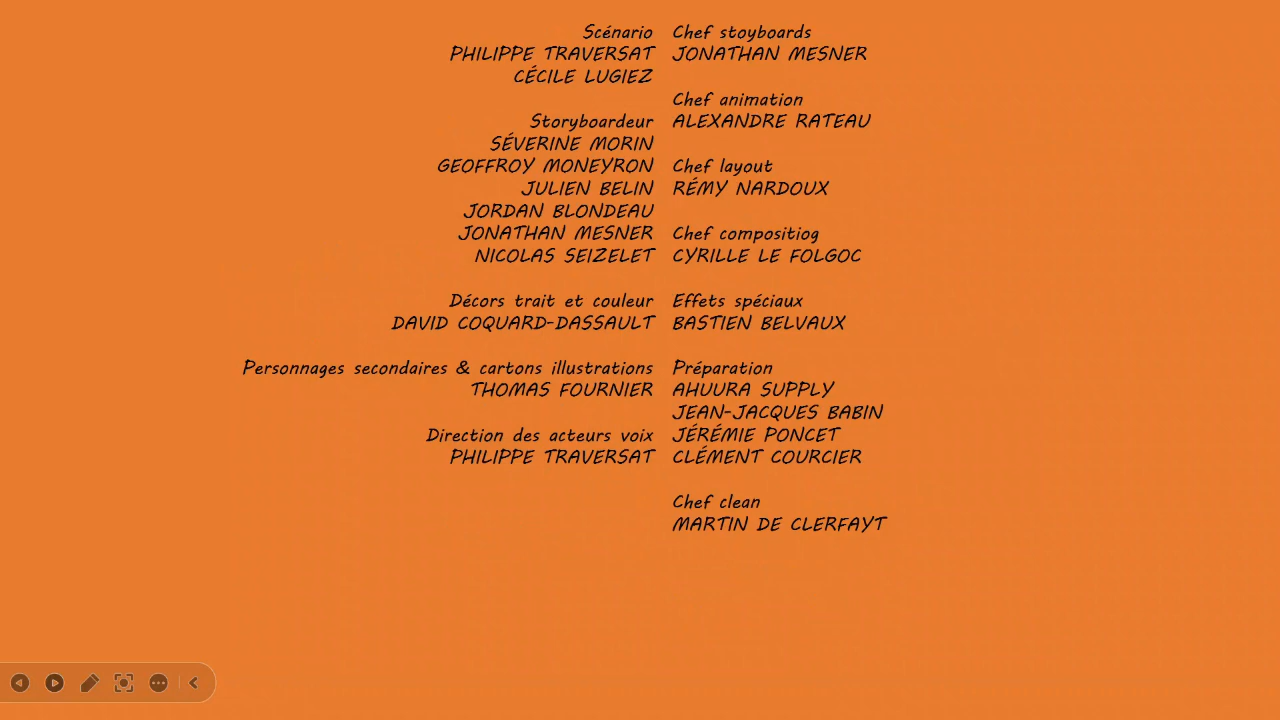 Scénario
PHILIPPE TRAVERSAT
CÉCILE LUGIEZ
Storyboardeur
SÉVERINE MORIN
GEOFFROY MONEYRON
JULIEN BELIN
JORDAN BLONDEAU
JONATHAN MESNER
NICOLAS SEIZELET
Décors trait et couleur
DAVID COQUARD-DASSAULT
Personnages secondaires & cartons illustrations
THOMAS FOURNIER
Direction des acteurs voix
PHILIPPE TRAVERSAT
Chef stoyboards
JONATHAN MESNER
Chef animation
ALEXANDRE RATEAU
Chef layout
RÉMY NARDOUX
Chef compositiog
CYRILLE LE FOLGOC
Effets spéciaux
BASTIEN BELVAUX
Préparation
AHUURA SUPPLY
JEAN-JACQUES BABIN
JÉRÉMIE PONCET
CLÉMENT COURCIER
Chef clean
MARTIN DE CLERFAYT